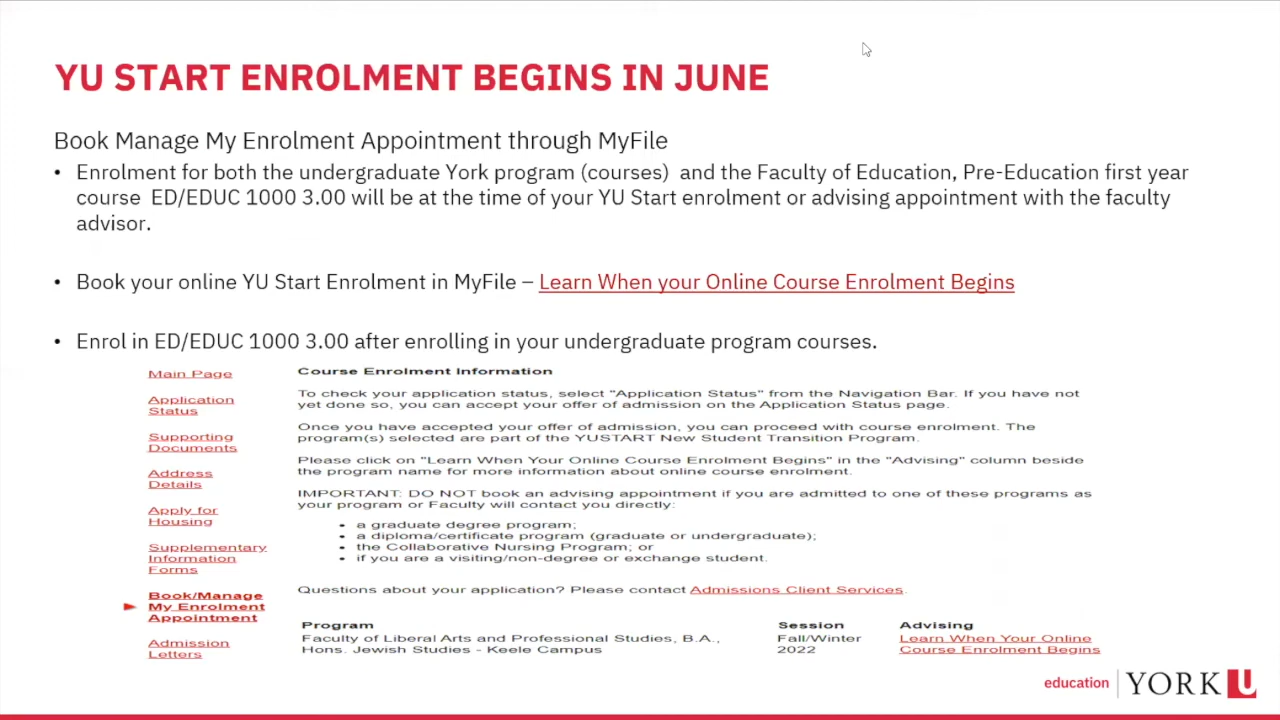 YU START ENROLMENT BEGINS IN JUNE
Book Manage My Enrolment Appointment through MyFile
• Enrolment for both the undergraduate York program (courses) and the Faculty of Education, Pre-Education first year
course ED/EDUC 1000 3.00 will be at the time of your YU Start enrolment or advising appointment with the faculty
advisor.
• Book your online YU Start Enrolment in MyFile – Learn When your Online Course Enrolment Begins
• Enrol in ED/EDUC 1000 3.00 after enrolling in your undergraduate program courses.
Main Page
Application
Status
Supporting
Documents
Address
Details
Apply for
Housing
Supplementary
Information
Forms
Book/Manage
My Enrolment
Appointment
Admission
Letters
Course Enrolment Information
To check your application status, select "Application Status" from the Navigation Bar. If you have not
yet done so, you can accept your offer of admission on the Application Status page.
Once you have accepted your offer of admission, you can proceed with course enrolment. The
program(s) selected are part of the YUSTART New Student Transition Program.
Please click on "Learn When Your Online Course Enrolment Begins" in the "Advising" column beside
the program name for more information about online course enrolment.
IMPORTANT: DO NOT book an advising appointment if you are admitted to one of these programs as
your program or Faculty will contact you directly:
• a graduate degree program;
• a diploma/certificate program (graduate or undergraduate);
• the Collaborative Nursing Program; or
• if you are a visiting/non-degree or exchange student.
Questions about your application? Please contact Admissions Client Services.
Program Session Advising
Faculty of Liberal Arts and Professional Studies, B.A., Fall/Winter Learn When Your Online
Hons. Jewish Studies - Keele Campus 2022 Course Enrolment Begins
education YORK U